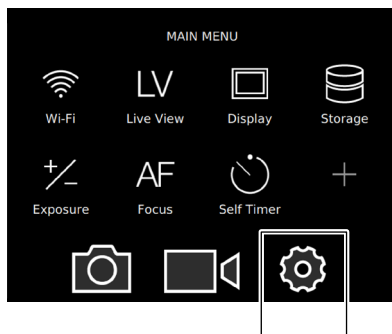 MAIN MENU
LV
Wi-Fi Live View Display Storage
+/- AF
Exposure Focus Self Timer +